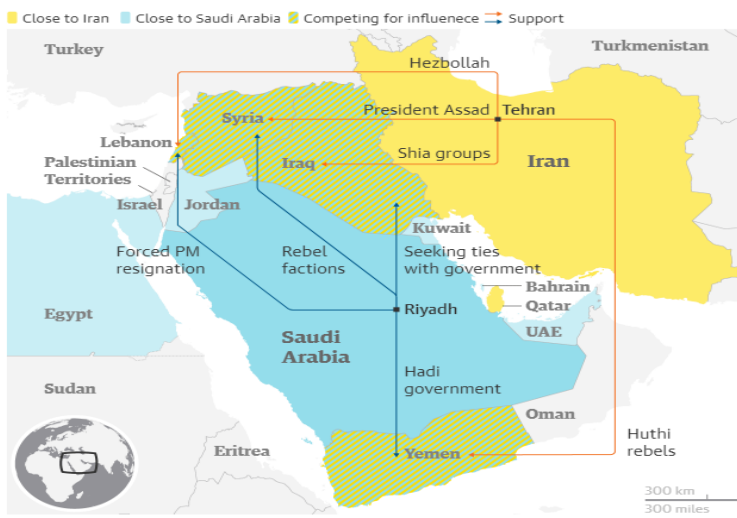 Close to Iran Close to Saudi Arabia Competing for influenece Support
Turkey
Turkmenistan
Hezbollah
Syria
President Assad
Tehran
Lebanon
Iraq
Shia groups
Iran
Palestinian
Territories
Israel
Jordan
Kuwait
Forced PM
resignation
Rebel
factions
Seeking ties
with government
Bahrain
Qatar
Egypt
Riyadh
UAE
Saudi
Arabia
Hadi
government
Sudan
Oman
Eritrea
Yemen
Huthi
rebels
300 km
300 miles